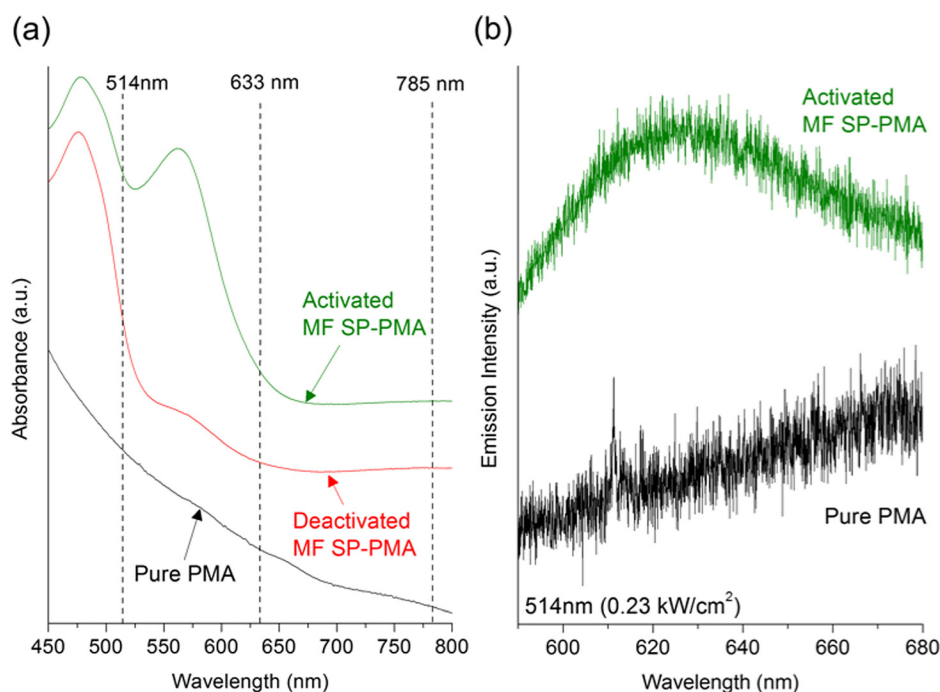 (a)
514nm
633 nm
785 nm
Activated
MF SP-PMA
Deactivated
MF SP-PMA
Pure PMA
Absorbance (a.u.)
450 500 550 600 650 700 750 800
Wavelength (nm)
(b)
Activated
MF SP-PMA
Pure PMA
514nm (0.23 kW/cm²)
Emission Intensity (a.u.)
600 620 640 660 680
Wavelength (nm)